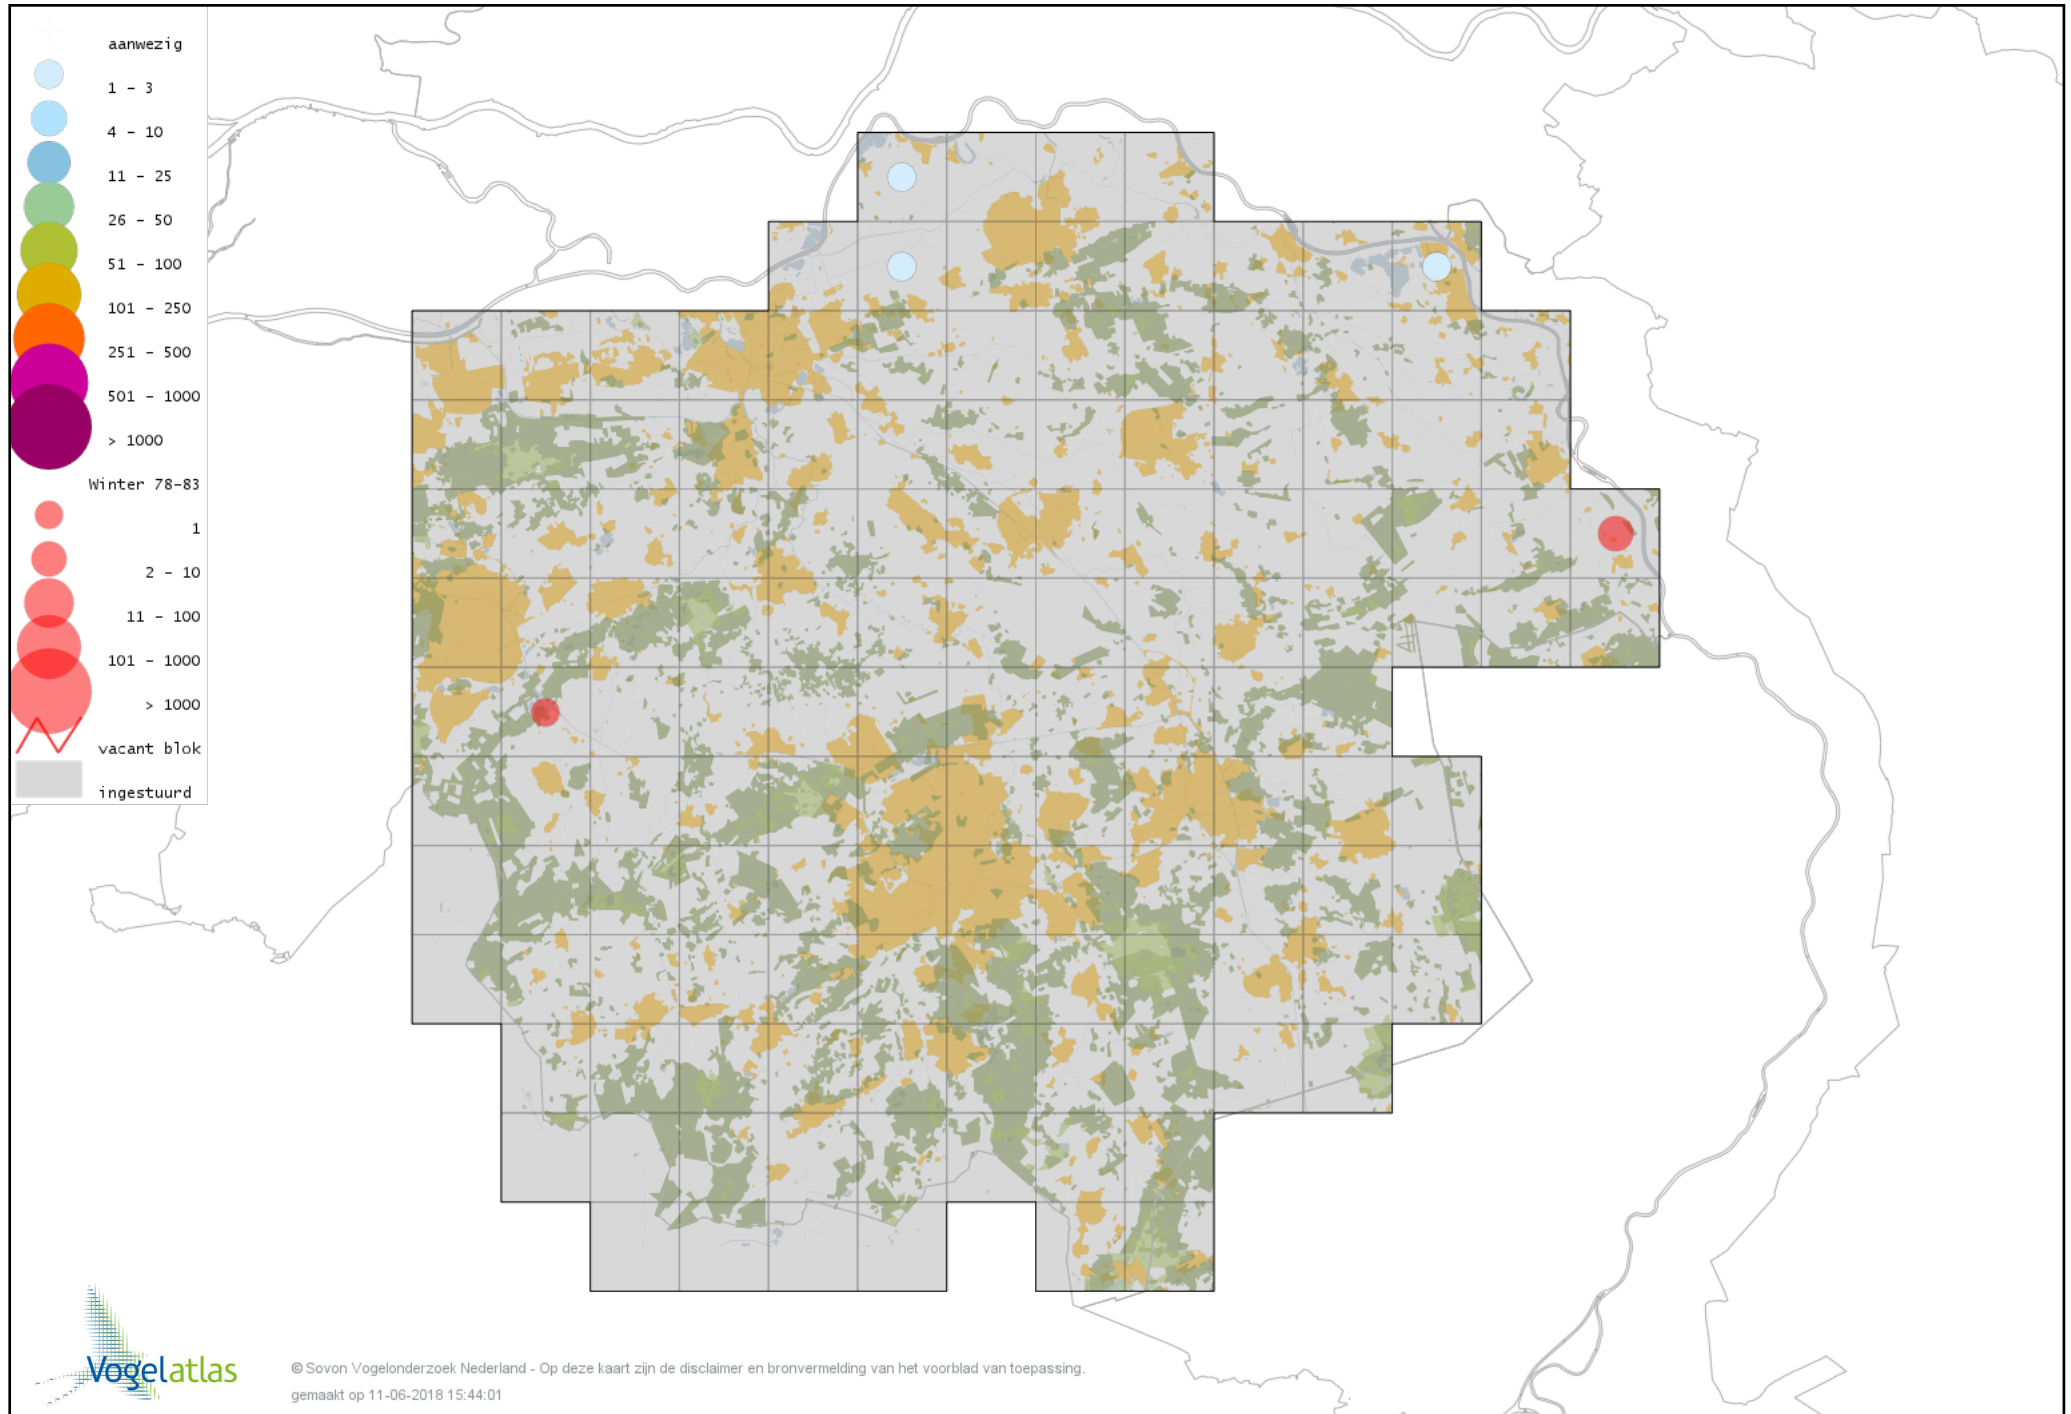 aanwezig
1 - 3
4 - 10
11 - 25
26 - 50
51 - 100
101 - 250
251 - 500
501 - 1000
> 1000
Winter 78-83
1
2 - 10
11 - 100
101 - 1000
> 1000
vacant blok
ingestuurd
Vogelatlas
© Sovon Vogelonderzoek Nederland - Op deze kaart zijn de disclaimer en bronvermelding van het voorblad van toepassing.
gemaakt op 11-06-2018 15:44:01